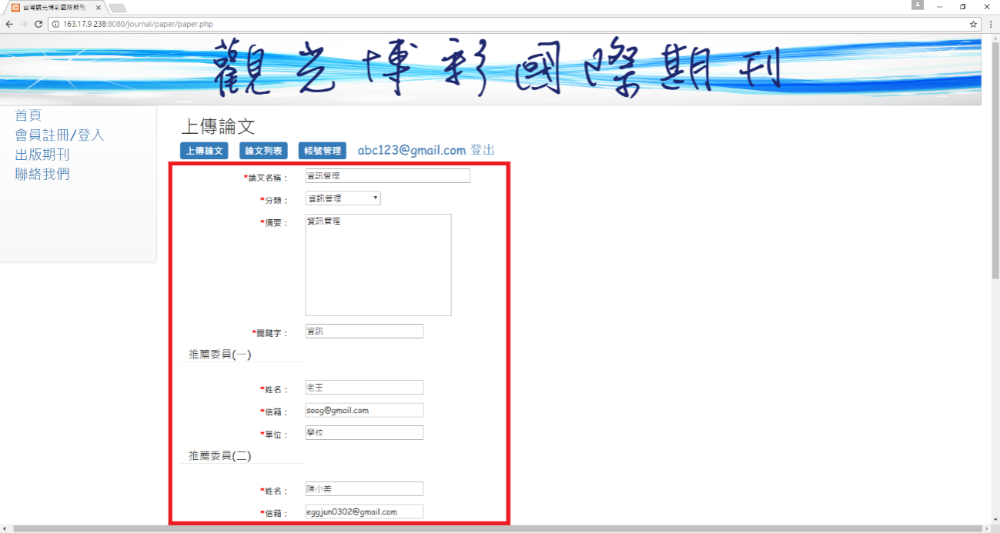 台灣觀光博彩國際期刊
163.17.9.238:8080/journal/paper/paper.php
觀光博彩國際期刊
首頁
會員註冊/登入
出版期刊
聯絡我們
上傳論文
上傳論文 論文列表 帳號管理 abc123@gmail.com 登出
*論文名稱： 資訊管理
*分類： 資訊管理
*摘要： 資訊管理
*關鍵字： 資訊
推薦委員(一)
*姓名： 老王
*信箱： soog@gmail.com
*單位： 學校
推薦委員(二)
*姓名： 陳小美
*信箱： eggjun0302@gmail.com